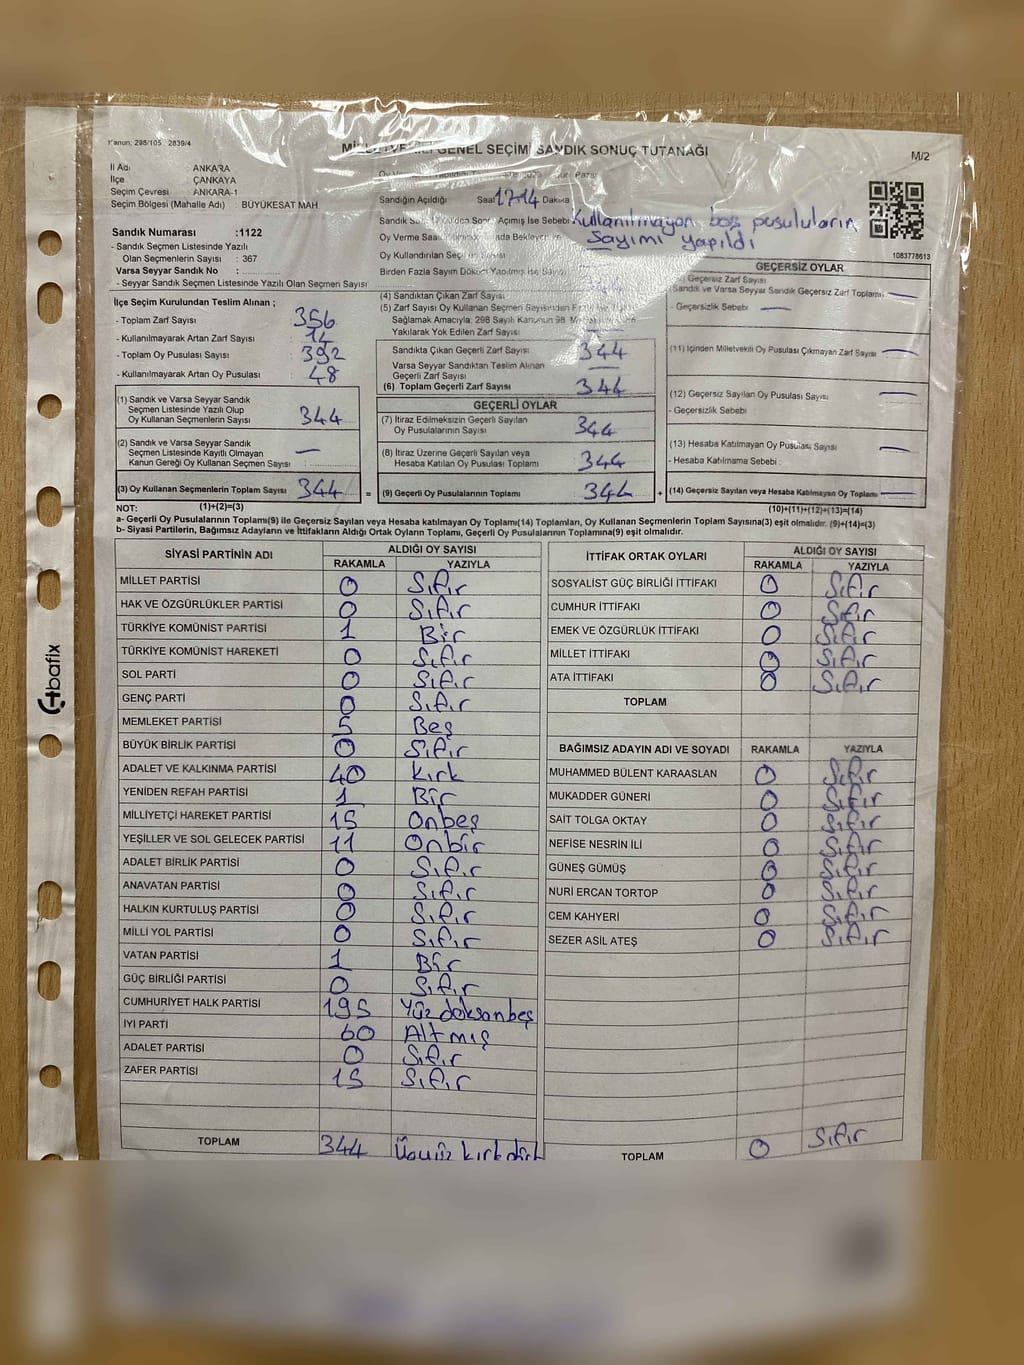 Kanun: 298/105, 2839/4
GENEL SEÇİMİ SANDIK SONUÇ TUTANAĞI
M/2
İl Adı : ANKARA
İlçe : ÇANKAYA
Seçim Çevresi : ANKARA-1
Seçim Bölgesi (Mahalle Adı) : BÜYÜKESAT MAH.
Sandık Numarası :1122
- Sandık Seçmen Listesinde Yazılı
Olan Seçmenlerin Sayısı : 367
Varsa Seyyar Sandık No :
- Seyyar Sandık Seçmen Listesinde Yazılı Olan Seçmen Sayısı
Sandığın Açıldığı Saat 17:14 Dakika
Açılmış İse Sebebi Kullanılmayan boş pusuluların
Sayımı yapıldı
Oy Verme
Oy Kullandırılan
Birden Fazla Sayım
1083778613
İlçe Seçim Kurulundan Teslim Alınan ;
- Toplam Zarf Sayısı : 356
- Kullanılmayarak Artan Zarf Sayısı : 12
- Toplam Oy Pusulası Sayısı : 392
- Kullanılmayarak Artan Oy Pusulası : 48
(1) Sandık ve Varsa Seyyar Sandık
Seçmen Listesinde Yazılı Olup
Oy Kullanan Seçmenlerin Sayısı : 344
(2) Sandık ve Varsa Seyyar Sandık
Seçmen Listesinde Kayıtlı Olmayan
Kanun Gereği Oy Kullanan Seçmen Sayısı : —
(3) Oy Kullanan Seçmenlerin Toplam Sayısı : 344
(4) Sandıktan Çıkan Zarf Sayısı
(5) Zarf Sayısı Oy Kullanan Seçmen Sayısından
Sağlamak Amacıyla; 298 Sayılı Kanunun 98.
Yakılarak Yok Edilen Zarf Sayısı
Sandıkta Çıkan Geçerli Zarf Sayısı : 344
Varsa Seyyar Sandıktan Teslim Alınan
Geçerli Zarf Sayısı : —
(6) Toplam Geçerli Zarf Sayısı : 344
GEÇERLİ OYLAR
(7) İtiraz Edilmeksizin Geçerli Sayılan
Oy Pusulalarının Sayısı : 344
(8) İtiraz Üzerine Geçerli Sayılan veya
Hesaba Katılan Oy Pusulası Toplamı : 344
= (9) Geçerli Oy Pusulalarının Toplamı : 344
GEÇERSİZ OYLAR
Geçersiz Zarf Sayısı
Sandık ve Varsa Seyyar Sandık Geçersiz Zarf Toplamı : —
- Geçersizlik Sebebi : —
(11) İçinden Milletvekili Oy Pusulası Çıkmayan Zarf Sayısı : —
(12) Geçersiz Sayılan Oy Pusulası Sayısı : —
- Geçersizlik Sebebi
(13) Hesaba Katılmayan Oy Pusulası Sayısı : —
- Hesaba Katılmama Sebebi :
+ (14) Geçersiz Sayılan veya Hesaba Katılmayan Oy Toplamı : —
NOT: (1)+(2)=(3) (10)+(11)+(12)+(13)=(14)
a- Geçerli Oy Pusulalarının Toplamı(9) ile Geçersiz Sayılan veya Hesaba katılmayan Oy Toplamı(14) Toplamları, Oy Kullanan Seçmenlerin Toplam Sayısına(3) eşit olmalıdır. (9)+(14)=(3)
b- Siyasi Partilerin, Bağımsız Adayların ve İttifakların Aldığı Ortak Oyların Toplamı, Geçerli Oy Pusulalarının Toplamına(9) eşit olmalıdır.
SİYASİ PARTİNİN ADI ALDIĞI OY SAYISI
RAKAMLA YAZIYLA
MİLLET PARTİSİ 0 Sıfır
HAK VE ÖZGÜRLÜKLER PARTİSİ 0 Sıfır
TÜRKİYE KOMÜNİST PARTİSİ 1 Bir
TÜRKİYE KOMÜNİST HAREKETİ 0 Sıfır
SOL PARTİ 0 Sıfır
GENÇ PARTİ 0 Sıfır
MEMLEKET PARTİSİ 5 Beş
BÜYÜK BİRLİK PARTİSİ 0 Sıfır
ADALET VE KALKINMA PARTİSİ 40 Kırk
YENİDEN REFAH PARTİSİ 1 Bir
MİLLİYETÇİ HAREKET PARTİSİ 15 Onbeş
YEŞİLLER VE SOL GELECEK PARTİSİ 11 Onbir
ADALET BİRLİK PARTİSİ 0 Sıfır
ANAVATAN PARTİSİ 0 Sıfır
HALKIN KURTULUŞ PARTİSİ 0 Sıfır
MİLLİ YOL PARTİSİ 0 Sıfır
VATAN PARTİSİ 1 Bir
GÜÇ BİRLİĞİ PARTİSİ 0 Sıfır
CUMHURİYET HALK PARTİSİ 195 Yüz doksanbeş
İYİ PARTİ 60 Altmış
ADALET PARTİSİ 0 Sıfır
ZAFER PARTİSİ 15 Sıfır
TOPLAM 344 Üçyüz kırkdört
İTTİFAK ORTAK OYLARI ALDIĞI OY SAYISI
RAKAMLA YAZIYLA
SOSYALİST GÜÇ BİRLİĞİ İTTİFAKI 0 Sıfır
CUMHUR İTTİFAKI 0 Sıfır
EMEK VE ÖZGÜRLÜK İTTİFAKI 0 Sıfır
MİLLET İTTİFAKI 0 Sıfır
ATA İTTİFAKI 0 Sıfır
TOPLAM
BAĞIMSIZ ADAYIN ADI VE SOYADI RAKAMLA YAZIYLA
MUHAMMED BÜLENT KARAASLAN 0 Sıfır
MUKADDER GÜNERİ 0 Sıfır
SAİT TOLGA OKTAY 0 Sıfır
NEFİSE NESRİN İLİ 0 Sıfır
GÜNEŞ GÜMÜŞ 0 Sıfır
NURİ ERCAN TORTOP 0 Sıfır
CEM KAHYERİ 0 Sıfır
SEZER ASİL ATEŞ 0 Sıfır
TOPLAM 0 Sıfır
bafix